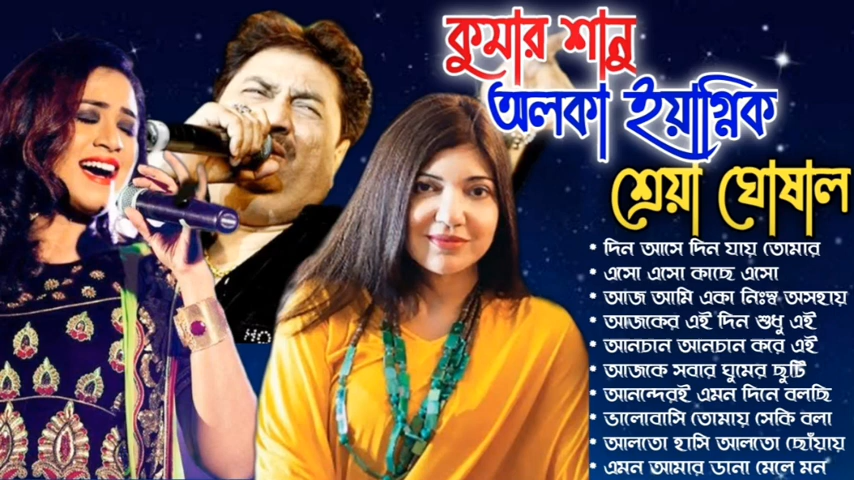 কুমার শানু
অলকা ইয়াগ্নিক
শ্রেয়া ঘোষাল
• দিন আসে দিন যায় তোমার
• এসো এসো কাছে এসো
• আজ আমি একা নিঃস্ব অসহায়
• আজকের এই দিন শুধু এই
• আনচান আনচান করে এই
• আজকে সবার ঘুমের ছুটি
• আনন্দেরই এমন দিনে বলছি
• ভালোবাসি তোমায় সেকি বলা
• আলতো হাসি আলতো ছোঁয়ায়
• এমন আমার ডানা মেলে মন
HO